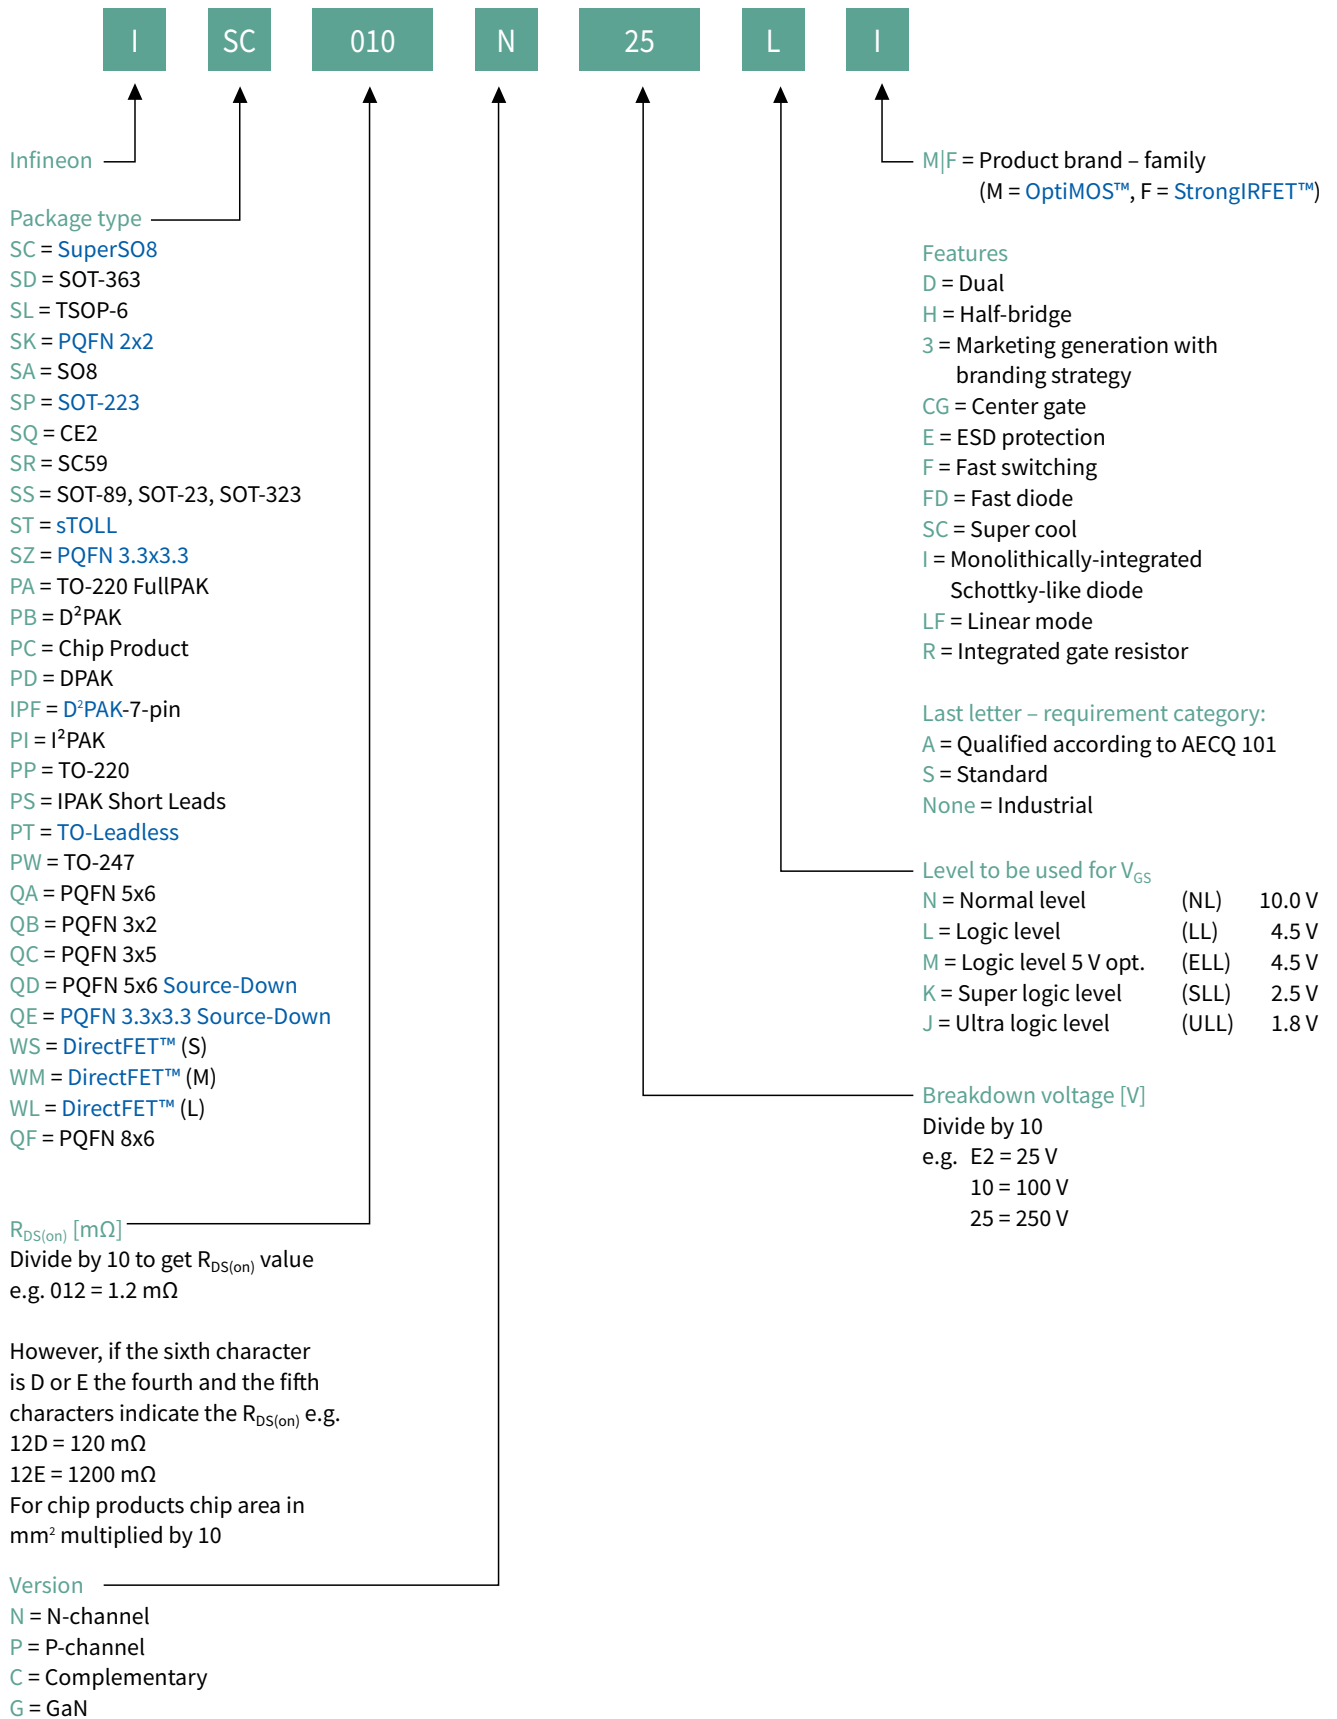 I SC 010 N 25 L I
Infineon
Package type
SC = SuperSO8
SD = SOT-363
SL = TSOP-6
SK = PQFN 2x2
SA = SO8
SP = SOT-223
SQ = CE2
SR = SC59
SS = SOT-89, SOT-23, SOT-323
ST = sTOLL
SZ = PQFN 3.3x3.3
PA = TO-220 FullPAK
PB = D²PAK
PC = Chip Product
PD = DPAK
IPF = D²PAK-7-pin
PI = I²PAK
PP = TO-220
PS = IPAK Short Leads
PT = TO-Leadless
PW = TO-247
QA = PQFN 5x6
QB = PQFN 3x2
QC = PQFN 3x5
QD = PQFN 5x6 Source-Down
QE = PQFN 3.3x3.3 Source-Down
WS = DirectFET™ (S)
WM = DirectFET™ (M)
WL = DirectFET™ (L)
QF = PQFN 8x6
RDS(on) [mΩ]
Divide by 10 to get RDS(on) value
e.g. 012 = 1.2 mΩ
However, if the sixth character
is D or E the fourth and the fifth
characters indicate the RDS(on) e.g.
12D = 120 mΩ
12E = 1200 mΩ
For chip products chip area in
mm² multiplied by 10
Version
N = N-channel
P = P-channel
C = Complementary
G = GaN
M|F = Product brand – family
(M = OptiMOS™, F = StrongIRFET™)
Features
D = Dual
H = Half-bridge
3 = Marketing generation with
branding strategy
CG = Center gate
E = ESD protection
F = Fast switching
FD = Fast diode
SC = Super cool
I = Monolithically-integrated
Schottky-like diode
LF = Linear mode
R = Integrated gate resistor
Last letter – requirement category:
A = Qualified according to AECQ 101
S = Standard
None = Industrial
Level to be used for VGS
N = Normal level (NL) 10.0 V
L = Logic level (LL) 4.5 V
M = Logic level 5 V opt. (ELL) 4.5 V
K = Super logic level (SLL) 2.5 V
J = Ultra logic level (ULL) 1.8 V
Breakdown voltage [V]
Divide by 10
e.g. E2 = 25 V
10 = 100 V
25 = 250 V